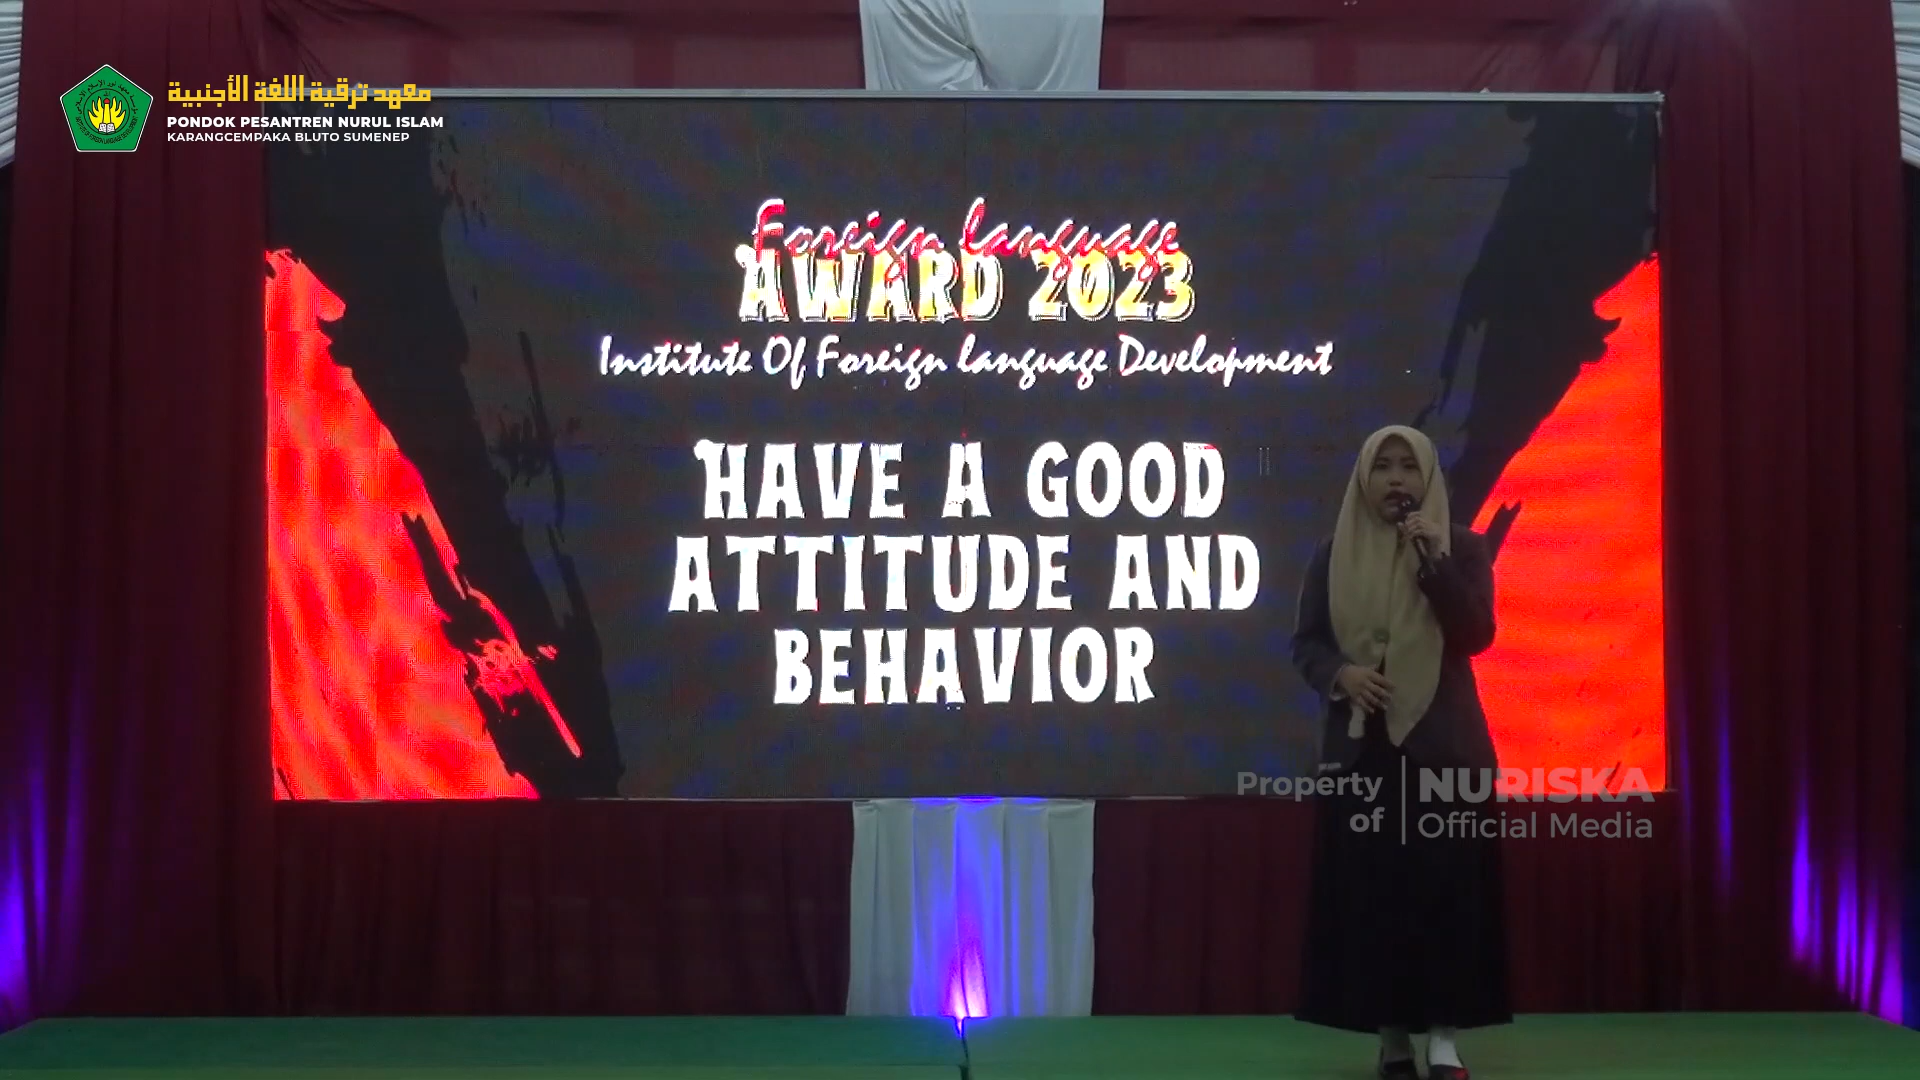 معهد ترقية اللغة الأجنبية
PONDOK PESANTREN NURUL ISLAM
KARANGCEMPAKA BLUTO SUMENEP
Foreign language
AWARD 2023
Institute Of Foreign language Development
HAVE A GOOD
ATTITUDE AND
BEHAVIOR
Property of
NURISKA
Official Media